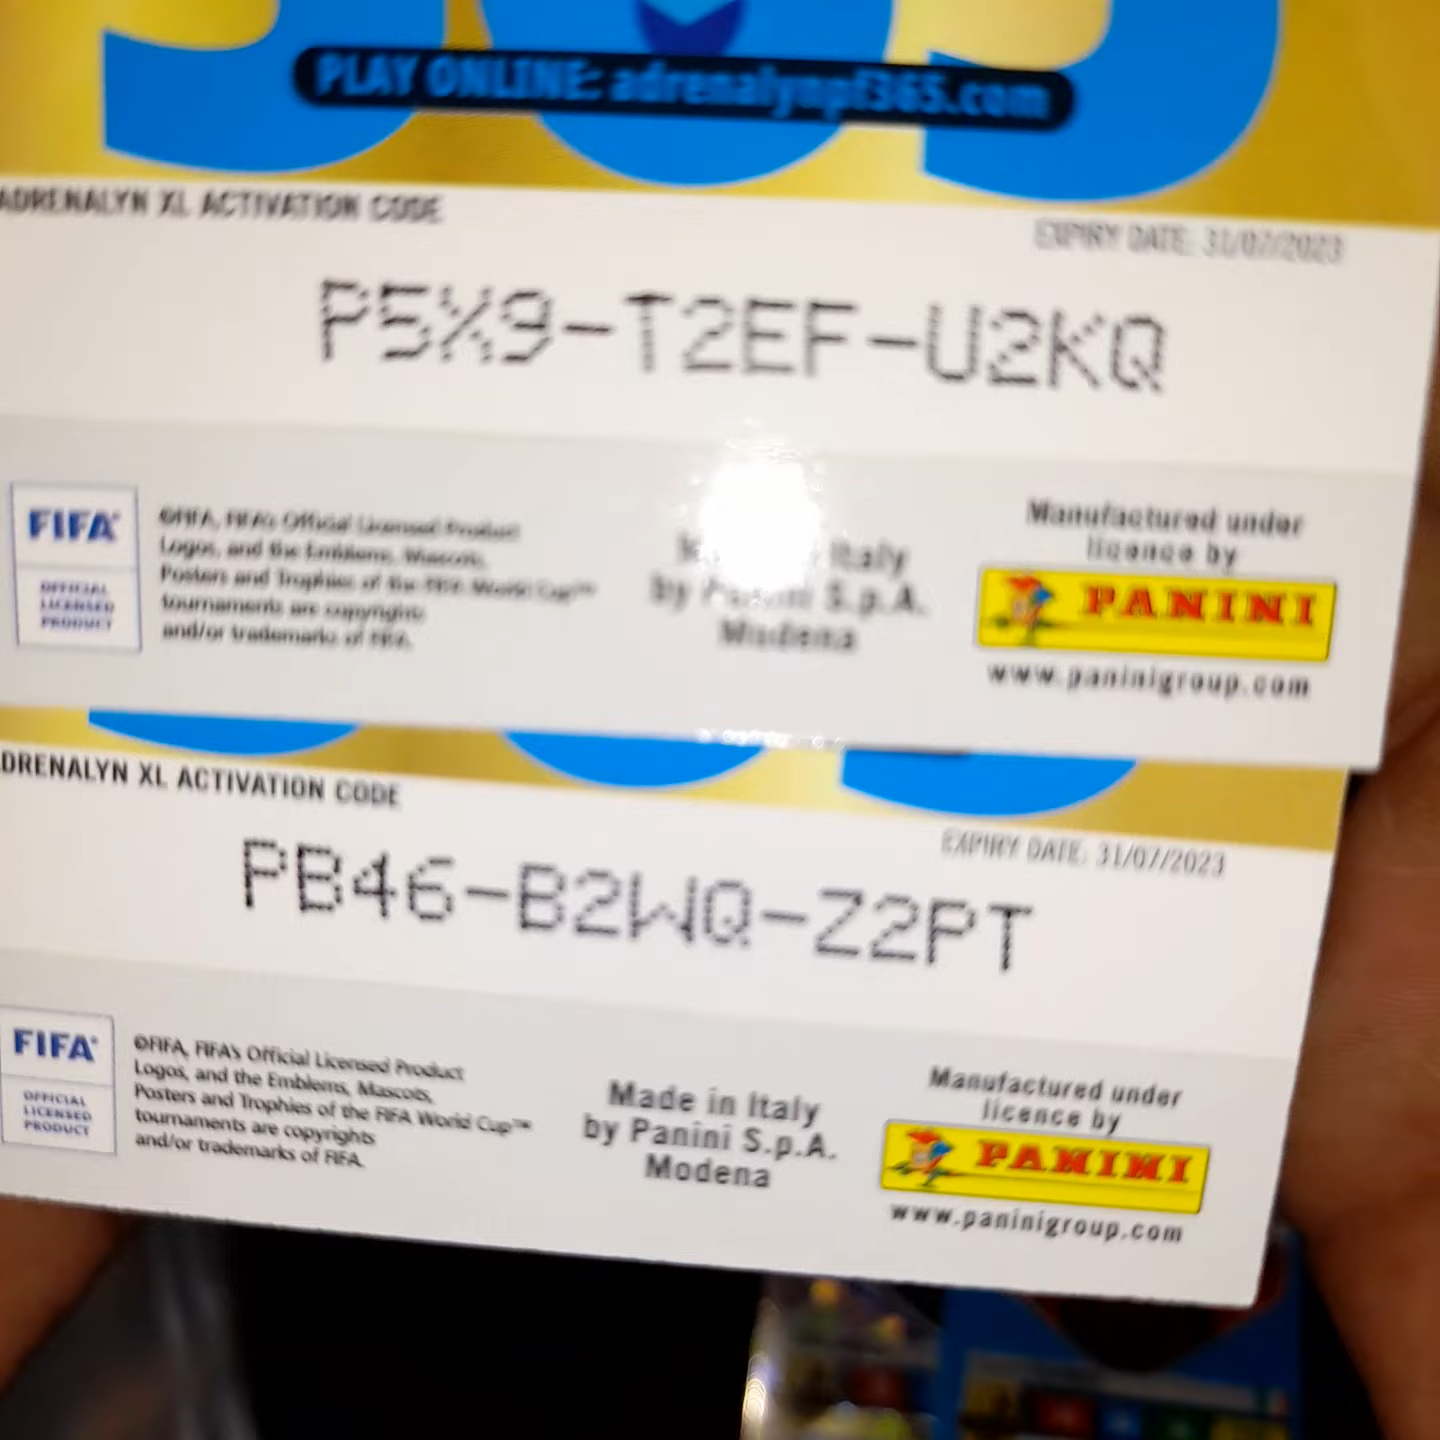 PLAY ONLINE: adrenalynpf365.com
ADRENALYN XL ACTIVATION CODE
EXPIRY DATE: 31/07/2023
P5X9-T2EF-U2KQ
FIFA
OFFICIAL
LICENSED
PRODUCT
©FIFA, FIFA's Official Licensed Product
Logos, and the Emblems, Mascots,
Posters and Trophies of the FIFA World Cup™
tournaments are copyrights
and/or trademarks of FIFA.
Italy
by Panini S.p.A.
Modena
Manufactured under
licence by
PANINI
www.paninigroup.com
DRENALYN XL ACTIVATION CODE
EXPIRY DATE: 31/07/2023
PB46-B2WQ-Z2PT
FIFA
OFFICIAL
LICENSED
PRODUCT
©FIFA, FIFA's Official Licensed Product
Logos, and the Emblems, Mascots,
Posters and Trophies of the FIFA World Cup™
tournaments are copyrights
and/or trademarks of FIFA.
Made in Italy
by Panini S.p.A.
Modena
Manufactured under
licence by
PANINI
www.paninigroup.com